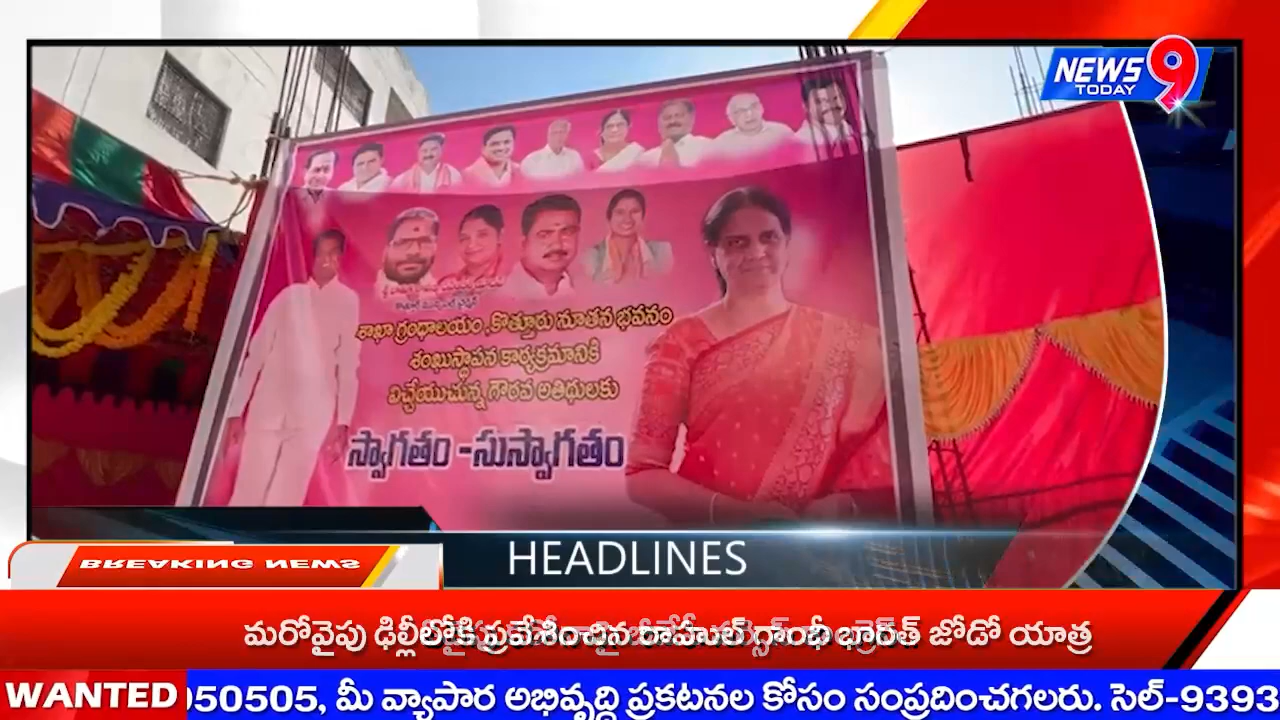 NEWS 9
TODAY
శాఖా గ్రంథాలయం, కొత్తూరు నూతన భవనం
శంఖుస్థాపన కార్యక్రమానికి
విచ్చేయుచున్న గౌరవ అతిథులకు
స్వాగతం -సుస్వాగతం
HEADLINES
BREAKING NEWS
మరోవైపు ఢిల్లీలోకి ప్రవేశించిన రాహుల్ గాంధీ భారత్ జోడో యాత్ర
WANTED 050505, మీ వ్యాపార అభివృద్ది ప్రకటనల కోసం సంప్రదించగలరు. సెల్-9393